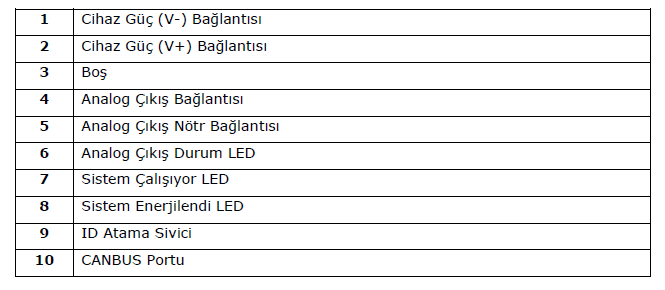 1 Cihaz Güç (V-) Bağlantısı
2 Cihaz Güç (V+) Bağlantısı
3 Boş
4 Analog Çıkış Bağlantısı
5 Analog Çıkış Nötr Bağlantısı
6 Analog Çıkış Durum LED
7 Sistem Çalışıyor LED
8 Sistem Enerjilendi LED
9 ID Atama Sivici
10 CANBUS Portu